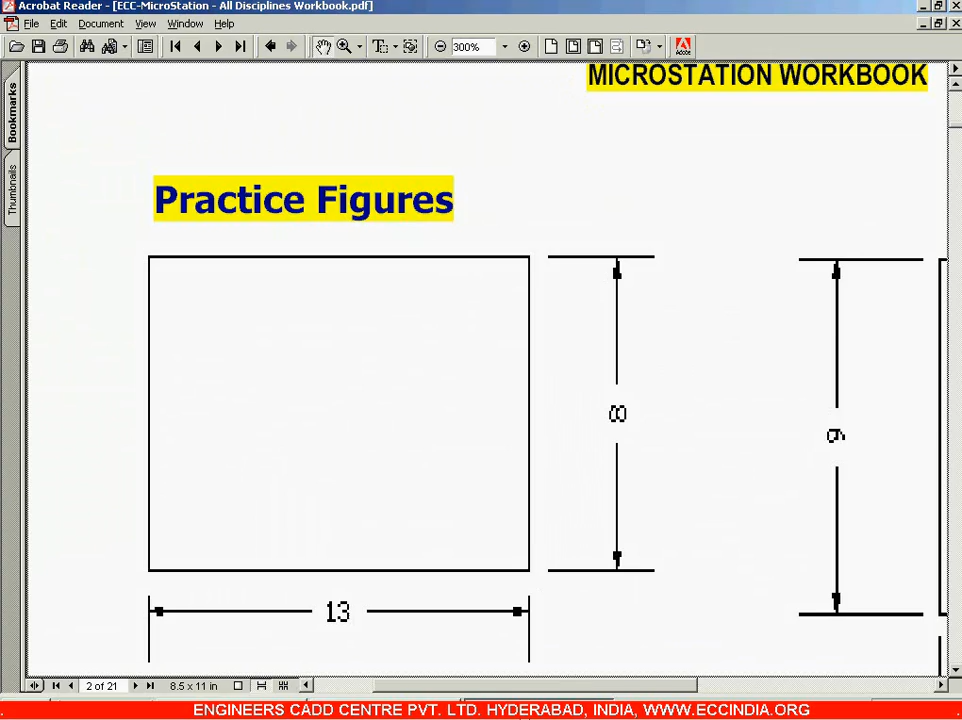 Acrobat Reader - [ECC-MicroStation - All Disciplines Workbook.pdf]
File Edit Document View Window Help
300%
Adobe
Bookmarks
Thumbnails
MICROSTATION WORKBOOK
Practice Figures
8
9
13
2 of 21
8.5 x 11 in
ENGINEERS CADD CENTRE PVT. LTD. HYDERABAD, INDIA, WWW.ECCINDIA.ORG